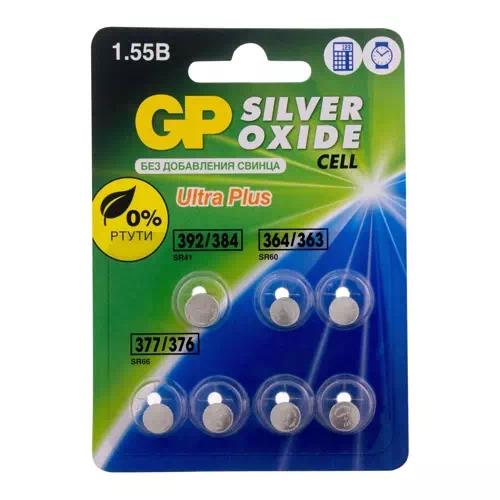 1.55В
GP
SILVER
OXIDE
CELL
БЕЗ ДОБАВЛЕНИЯ СВИНЦА
Ultra Plus
0%
РТУТИ
392/384
SR41
364/363
SR60
377/376
SR66